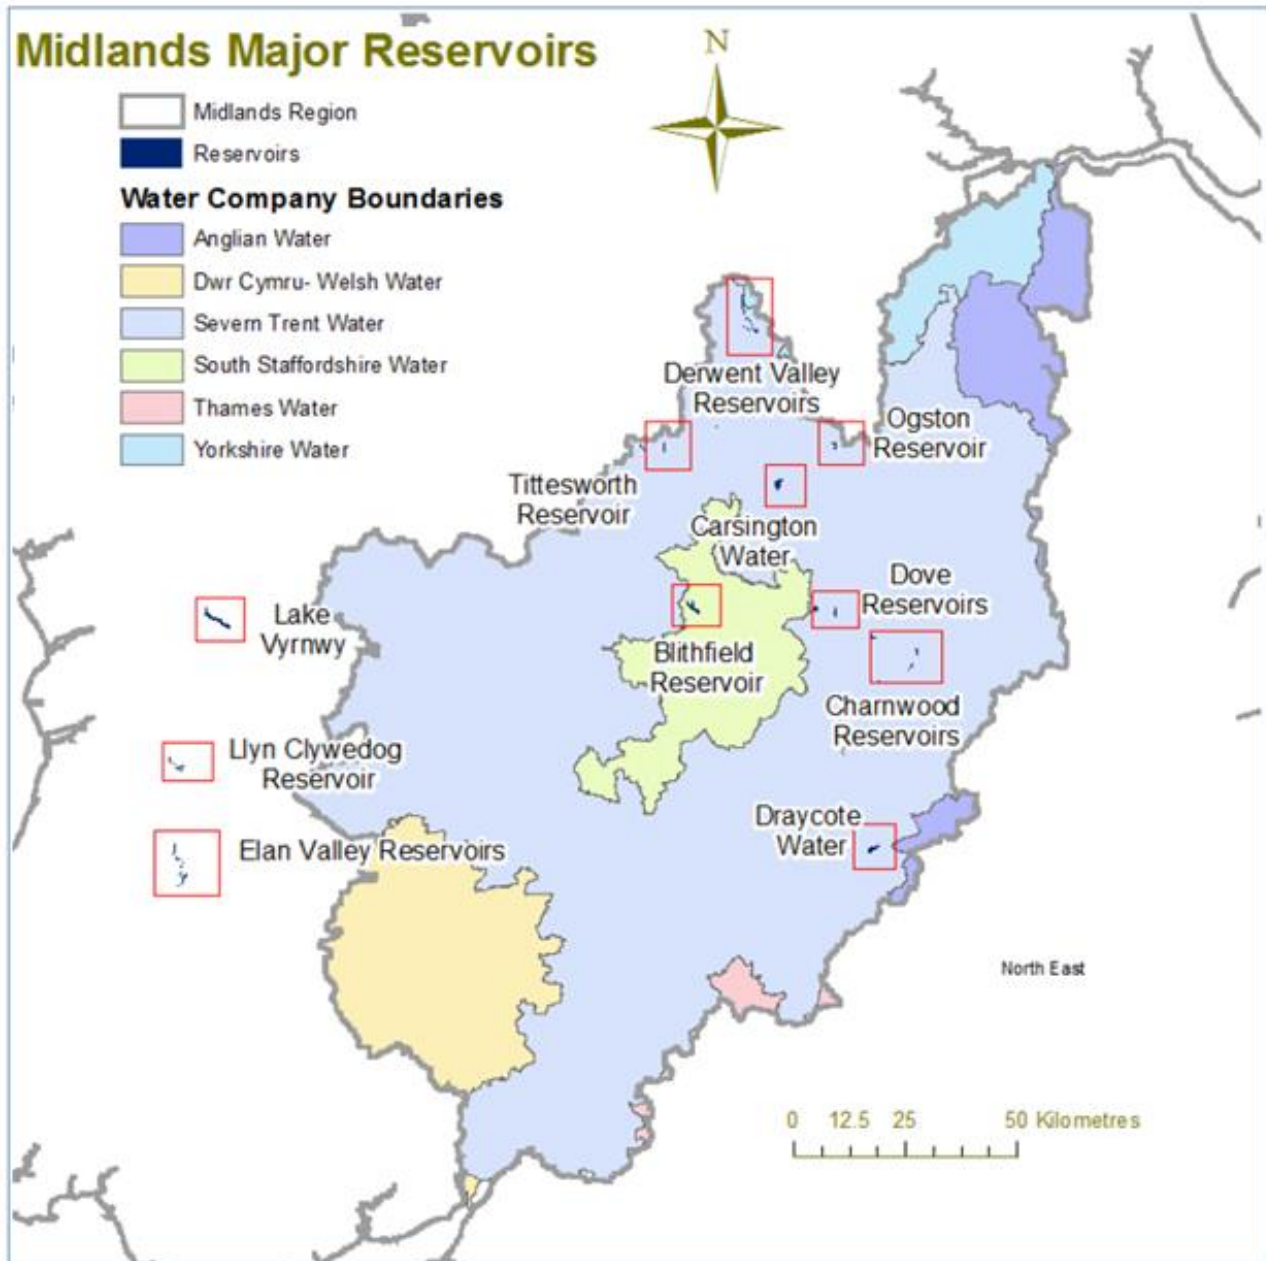 Midlands Major Reservoirs
N
Midlands Region
Reservoirs
Water Company Boundaries
Anglian Water
Dwr Cymru- Welsh Water
Severn Trent Water
South Staffordshire Water
Thames Water
Yorkshire Water
Derwent Valley
Reservoirs
Ogston
Reservoir
Tittesworth
Reservoir
Carsington
Water
Dove
Reservoirs
Lake
Vyrnwy
Blithfield
Reservoir
Charnwood
Reservoirs
Llyn Clywedog
Reservoir
Draycote
Water
Elan Valley Reservoirs
North East
0 12.5 25 50 Kilometres